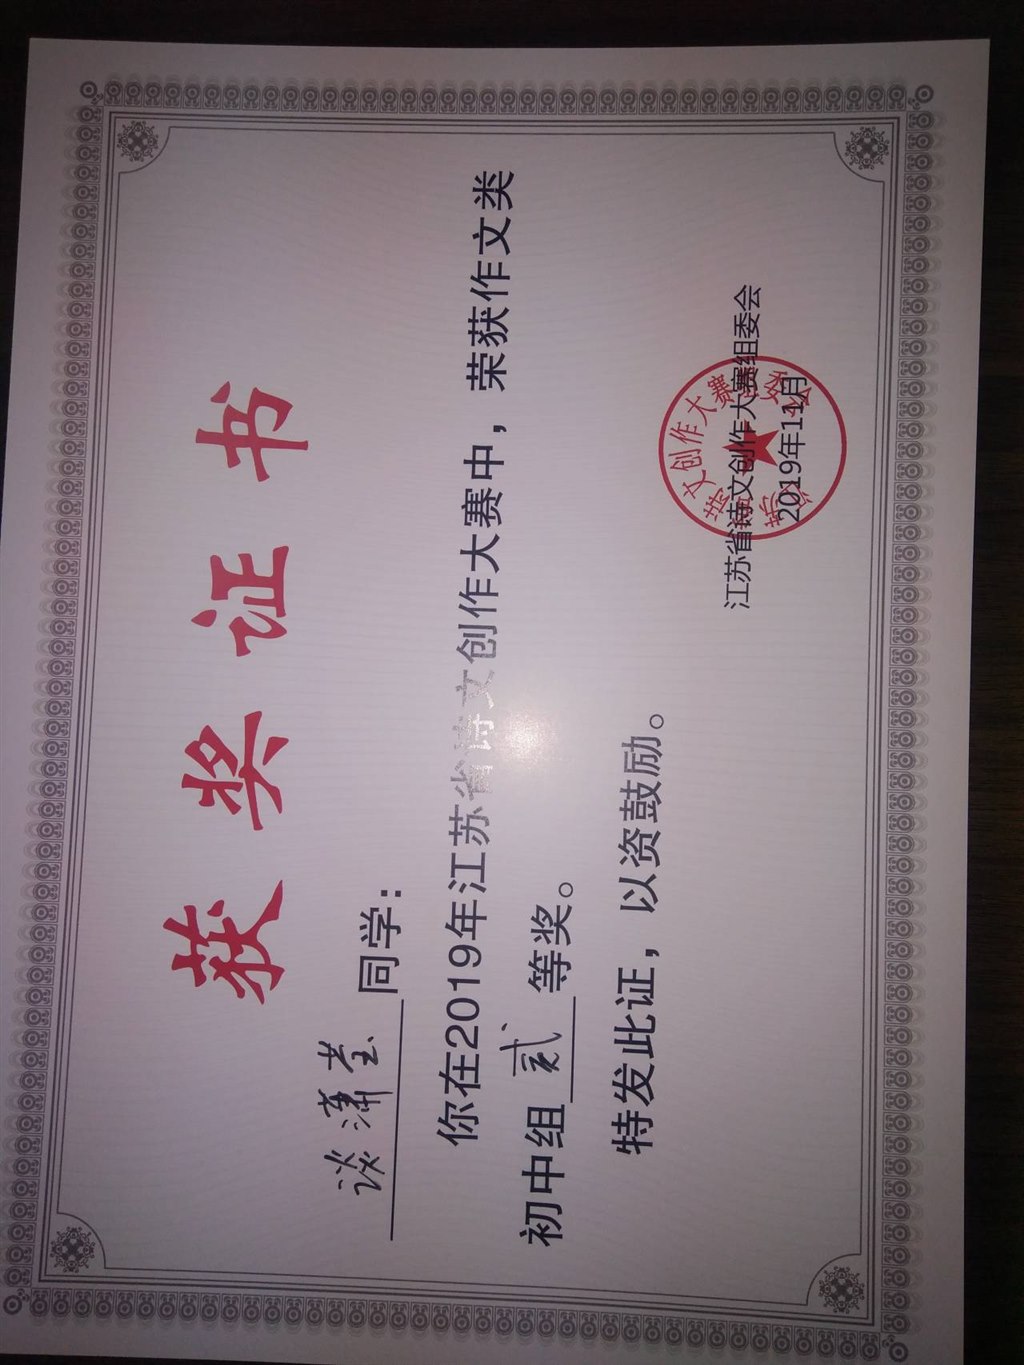 获奖证书
谈潇莹同学：
你在2019年江苏省诗文创作大赛中，荣获作文类
初中组贰等奖。
特发此证，以资鼓励。
江苏省诗文创作大赛组委会
2019年11月